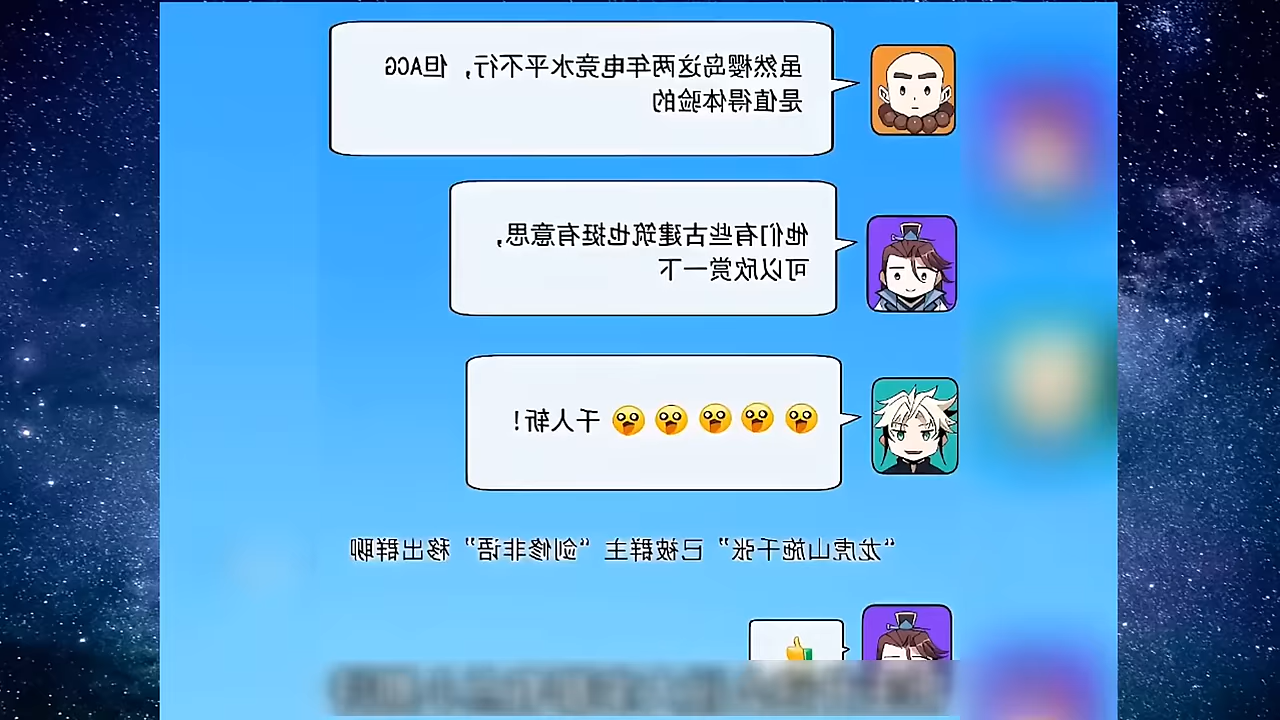 虽然樱岛这两年电竞水平不行，但ACG
是值得体验的
他们有些古建筑也挺有意思，
可以欣赏一下
千人斩！
“龙虎山施千张”已被群主“剑修非语”移出群聊